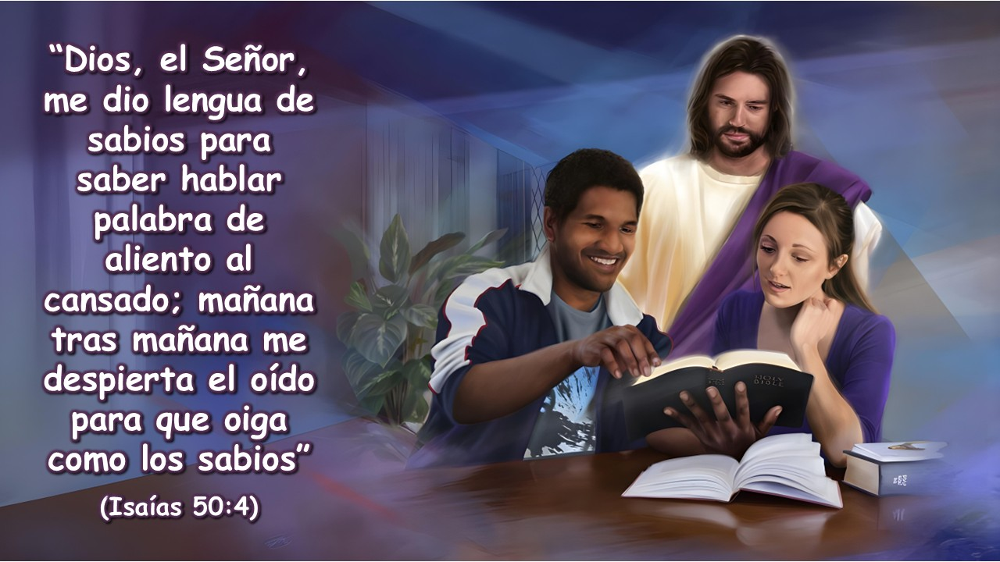 “Dios, el Señor,
me dio lengua de
sabios para
saber hablar
palabra de
aliento al
cansado; mañana
tras mañana me
despierta el oído
para que oiga
como los sabios”
(Isaías 50:4)
HOLY
BIBLE